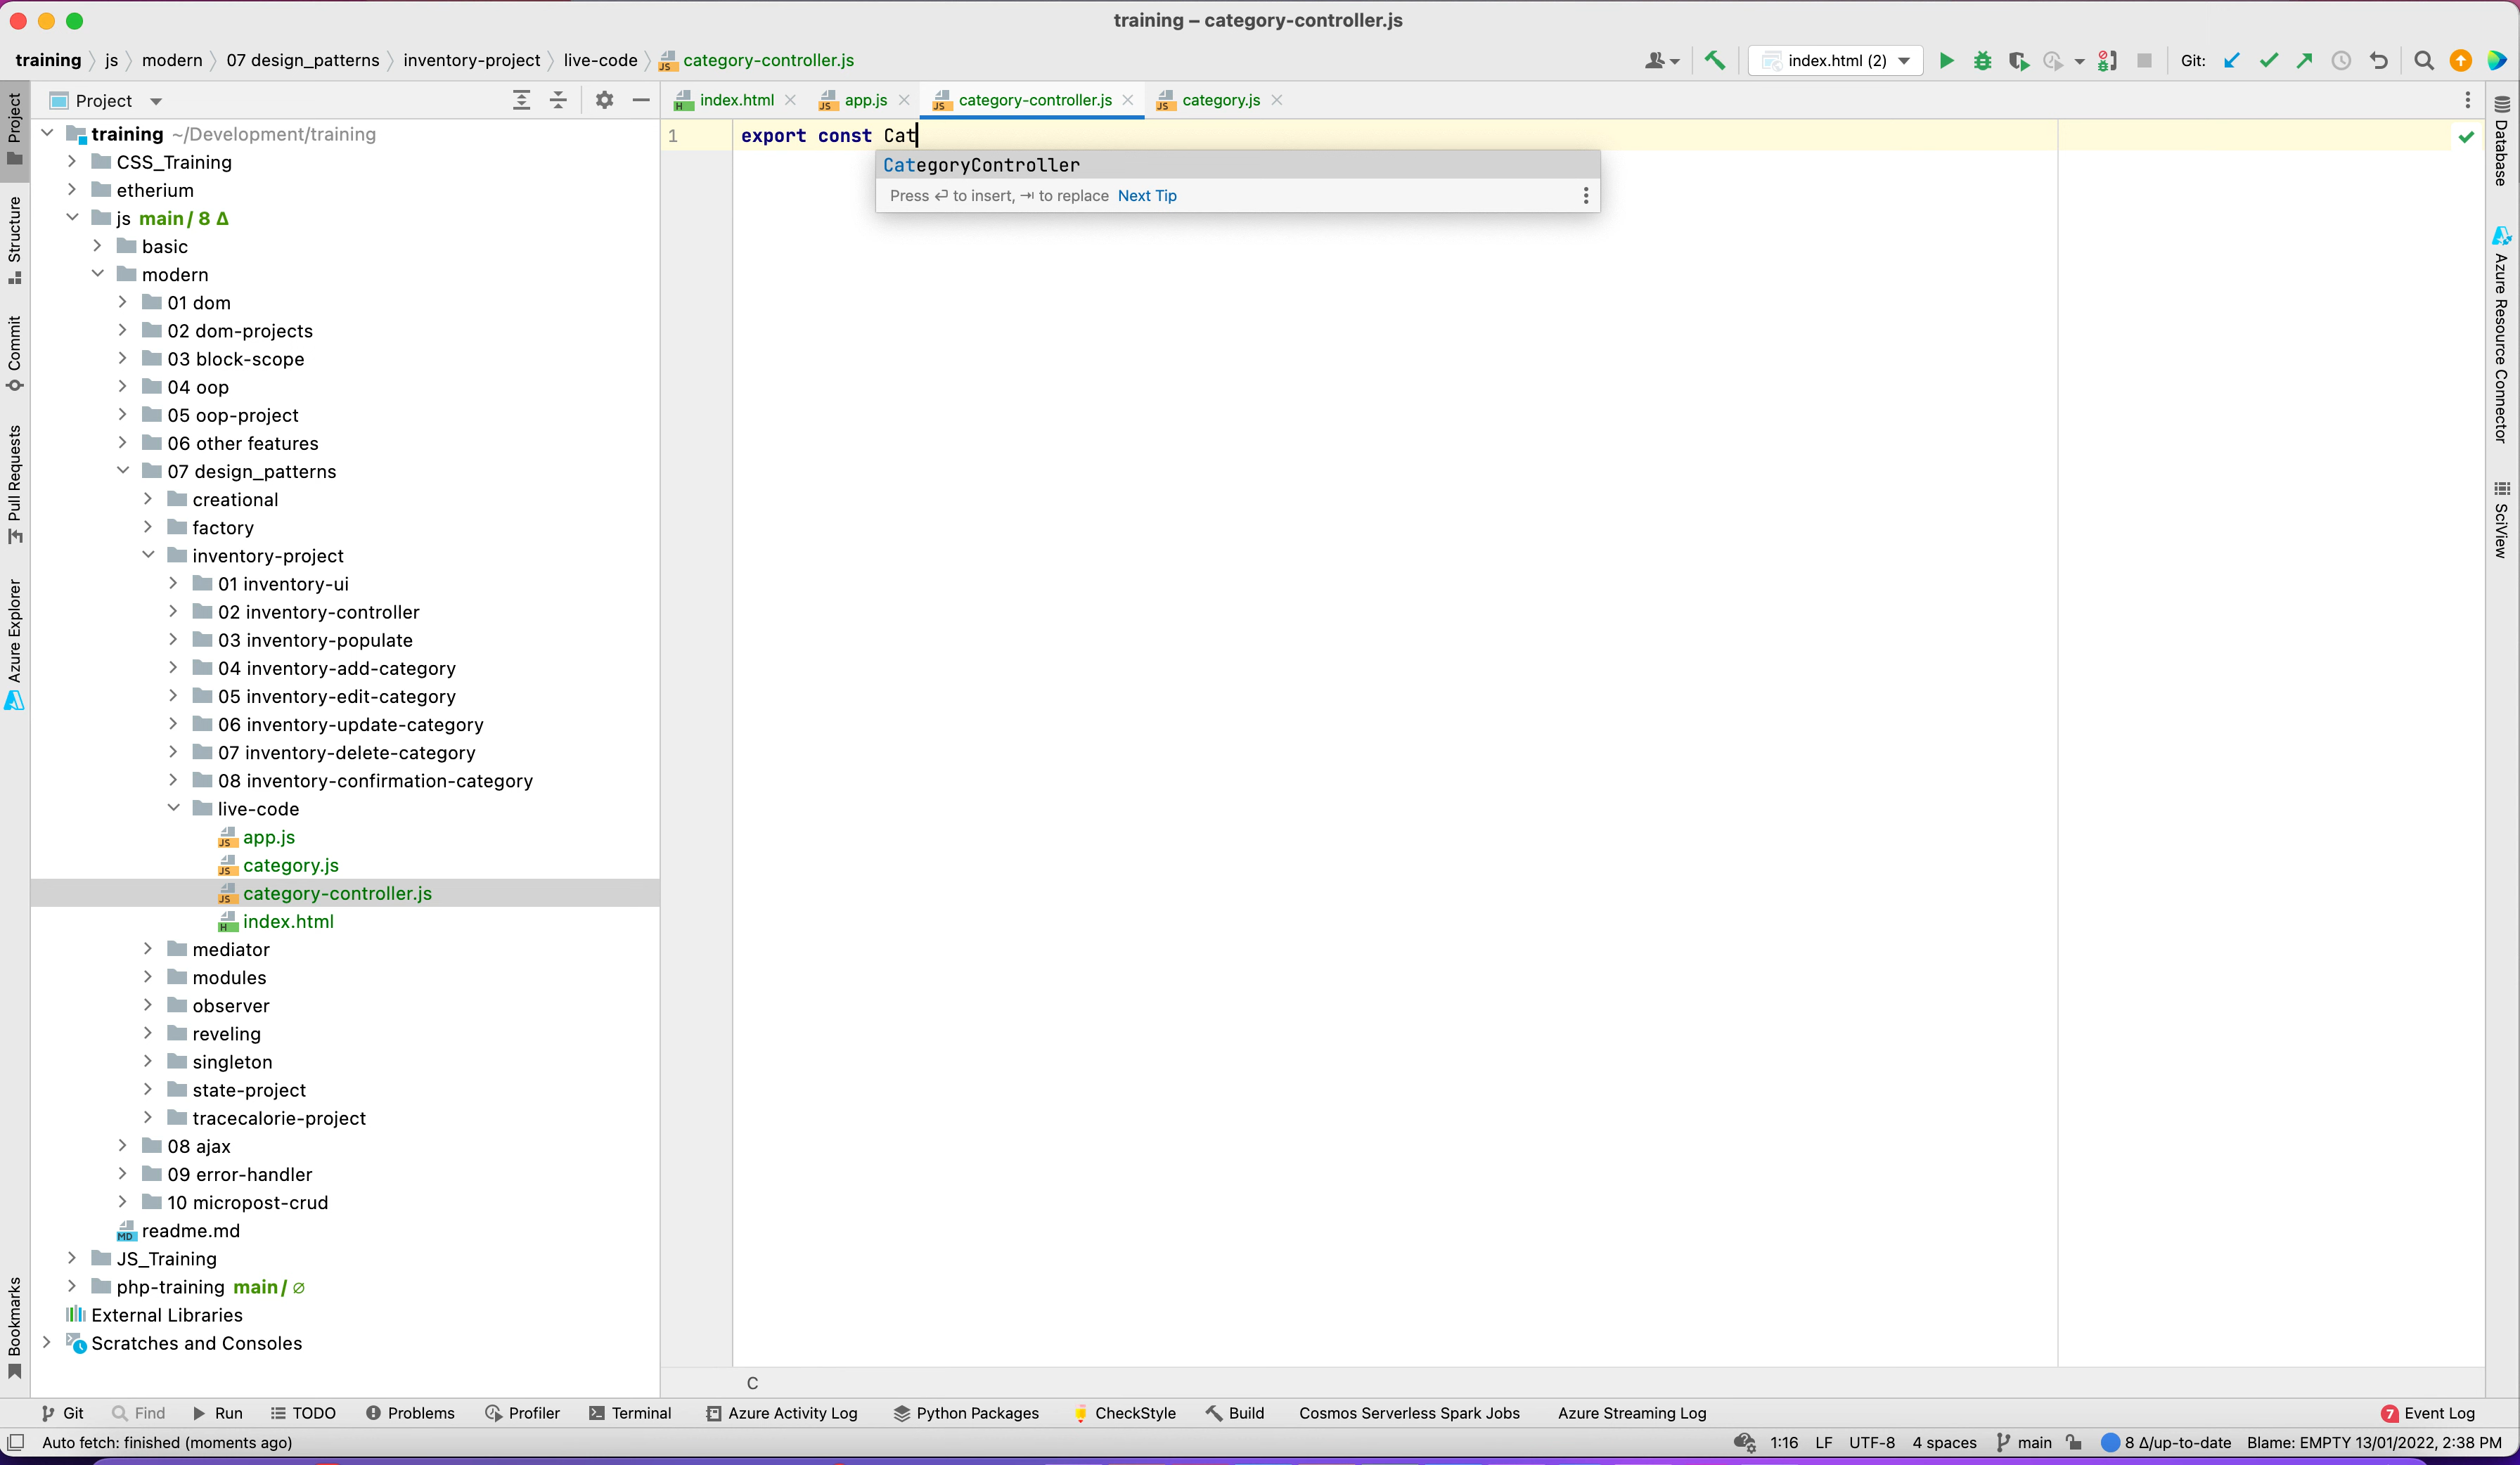 training – category-controller.js
training js modern 07 design_patterns inventory-project live-code category-controller.js
index.html (2)
Git:
Project
index.html
app.js
category-controller.js
category.js
training ~/Development/training
CSS_Training
etherium
js main / 8 Δ
basic
modern
01 dom
02 dom-projects
03 block-scope
04 oop
05 oop-project
06 other features
07 design_patterns
creational
factory
inventory-project
01 inventory-ui
02 inventory-controller
03 inventory-populate
04 inventory-add-category
05 inventory-edit-category
06 inventory-update-category
07 inventory-delete-category
08 inventory-confirmation-category
live-code
app.js
category.js
category-controller.js
index.html
mediator
modules
observer
reveling
singleton
state-project
tracecalorie-project
08 ajax
09 error-handler
10 micropost-crud
readme.md
JS_Training
php-training main / ∅
External Libraries
Scratches and Consoles
1 export const Cat
CategoryController
Press ⏎ to insert, ⇥ to replace Next Tip
C
Project
Structure
Commit
Pull Requests
Azure Explorer
Bookmarks
Database
Azure Resource Connector
SciView
Git Find Run TODO Problems Profiler Terminal Azure Activity Log Python Packages CheckStyle Build Cosmos Serverless Spark Jobs Azure Streaming Log 7 Event Log
Auto fetch: finished (moments ago) 1:16 LF UTF-8 4 spaces main 8 Δ/up-to-date Blame: EMPTY 13/01/2022, 2:38 PM